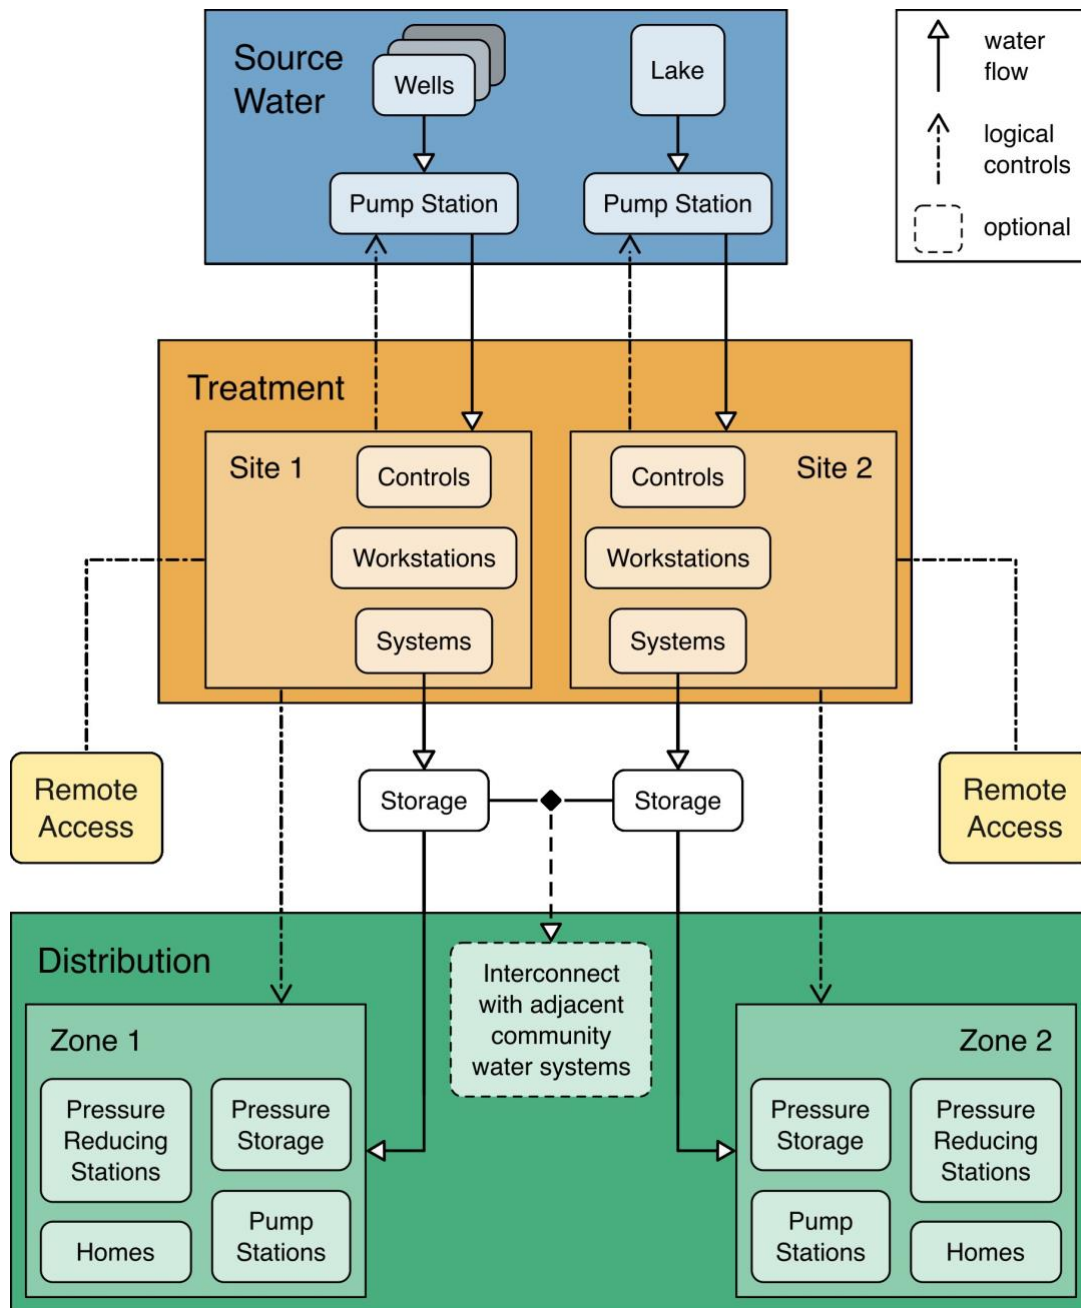 Source
Water
Wells
Lake
Pump Station
Pump Station
water
flow
logical
controls
optional
Treatment
Site 1
Controls
Workstations
Systems
Controls
Site 2
Workstations
Systems
Remote
Access
Storage
Storage
Remote
Access
Distribution
Interconnect
with adjacent
community
water systems
Zone 1
Pressure
Reducing
Stations
Pressure
Storage
Homes
Pump
Stations
Zone 2
Pressure
Storage
Pressure
Reducing
Stations
Pump
Stations
Homes